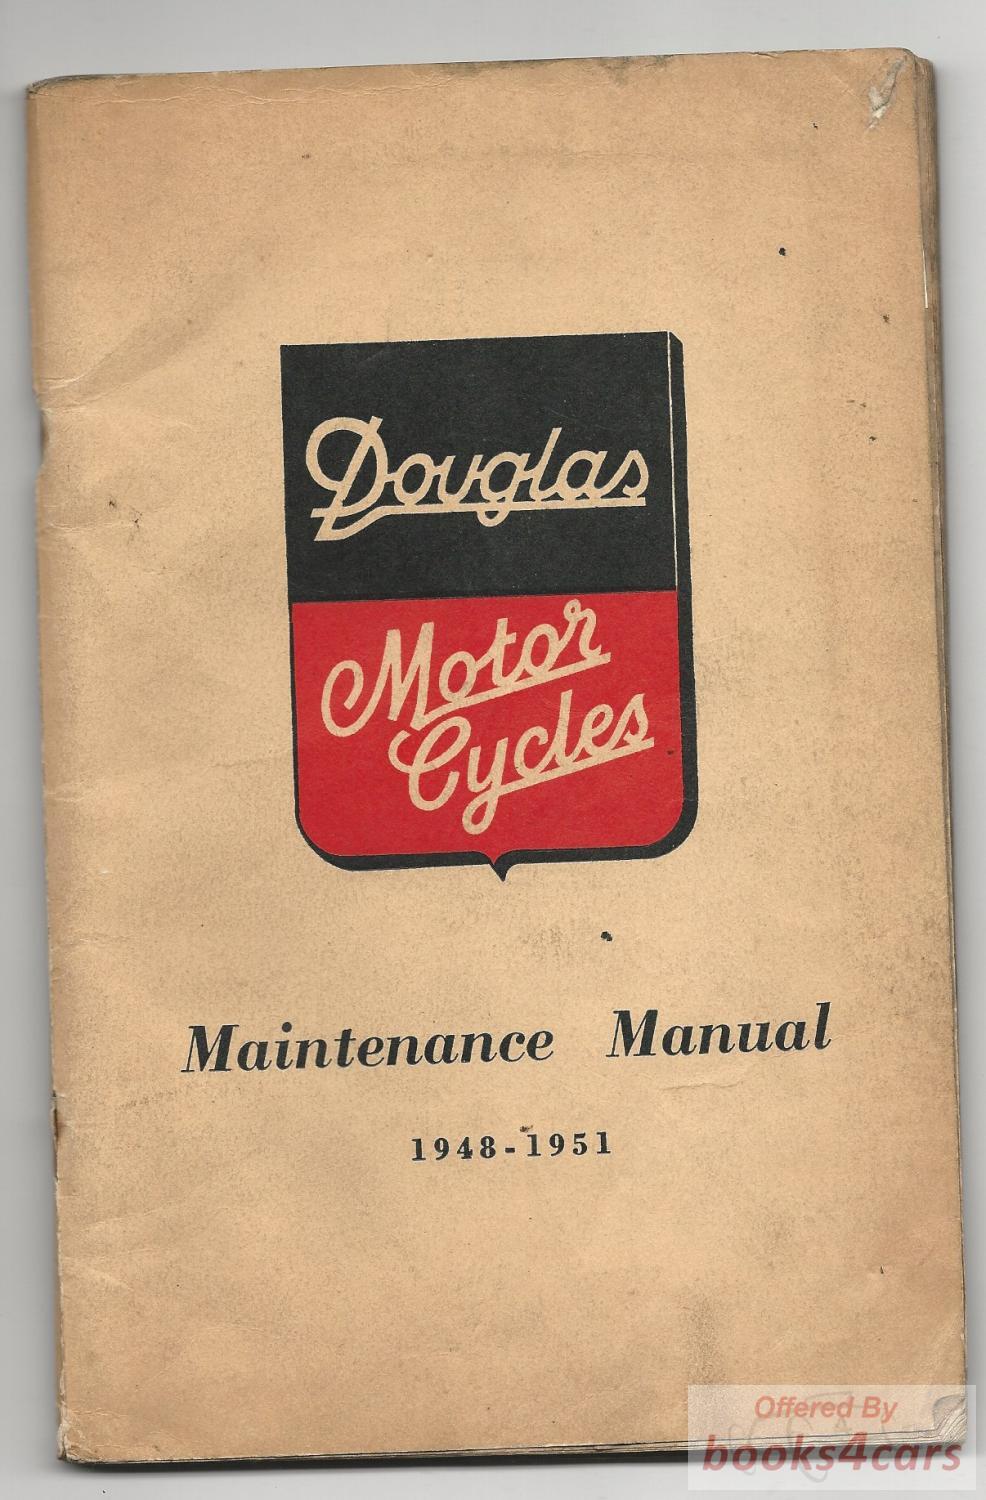 Douglas
Motor
Cycles
Maintenance Manual
1948-1951
Offered By
books4cars